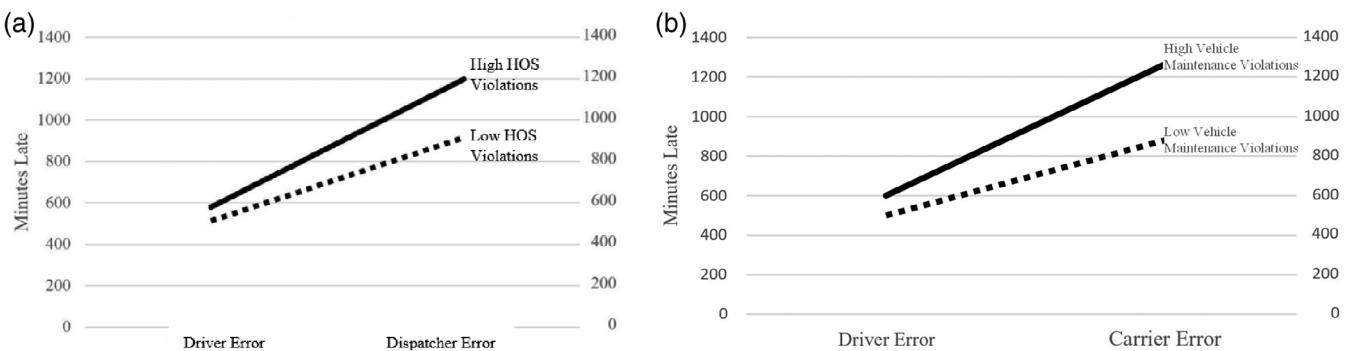 (a)
1400
1200
1000
800
600
400
200
0
Minutes Late
High HOS
Violations
Low HOS
Violations
1400
1200
1000
800
600
400
200
0
Driver Error
Dispatcher Error
(b)
1400
1200
1000
800
600
400
200
0
Minutes Late
High Vehicle
Maintenance Violations
Low Vehicle
Maintenance Violations
1400
1200
1000
800
600
400
200
0
Driver Error
Carrier Error